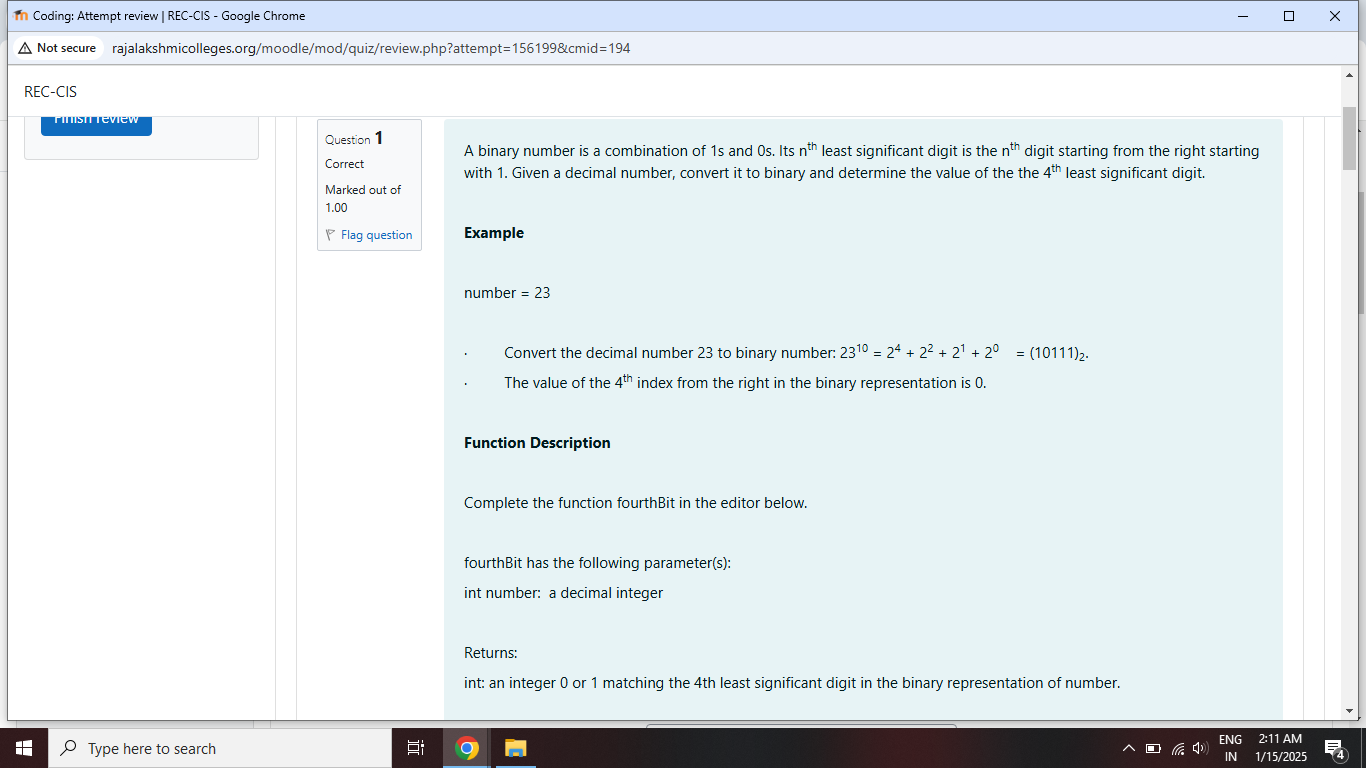 Coding: Attempt review | REC-CIS - Google Chrome
Not secure rajalakshmicolleges.org/moodle/mod/quiz/review.php?attempt=156199&cmid=194
REC-CIS
Finish review
Question 1
Correct
Marked out of
1.00
Flag question
A binary number is a combination of 1s and 0s. Its nth least significant digit is the nth digit starting from the right starting
with 1. Given a decimal number, convert it to binary and determine the value of the the 4th least significant digit.
Example
number = 23
· Convert the decimal number 23 to binary number: 23¹⁰ = 2⁴ + 2² + 2¹ + 2⁰ = (10111)₂.
· The value of the 4th index from the right in the binary representation is 0.
Function Description
Complete the function fourthBit in the editor below.
fourthBit has the following parameter(s):
int number: a decimal integer
Returns:
int: an integer 0 or 1 matching the 4th least significant digit in the binary representation of number.
Type here to search
ENG
IN
2:11 AM
1/15/2025
4